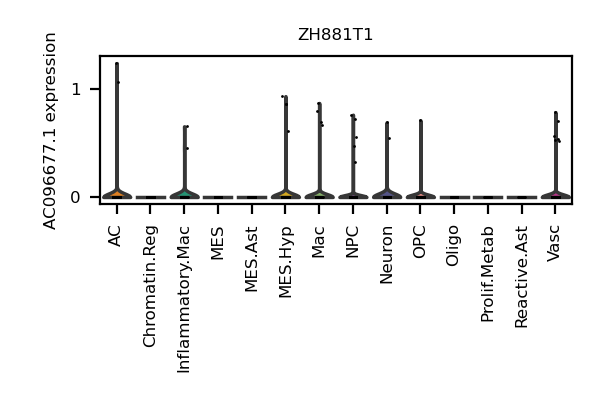 ZH881T1
AC096677.1 expression
1
0
AC
Chromatin.Reg
Inflammatory.Mac
MES
MES.Ast
MES.Hyp
Mac
NPC
Neuron
OPC
Oligo
Prolif.Metab
Reactive.Ast
Vasc